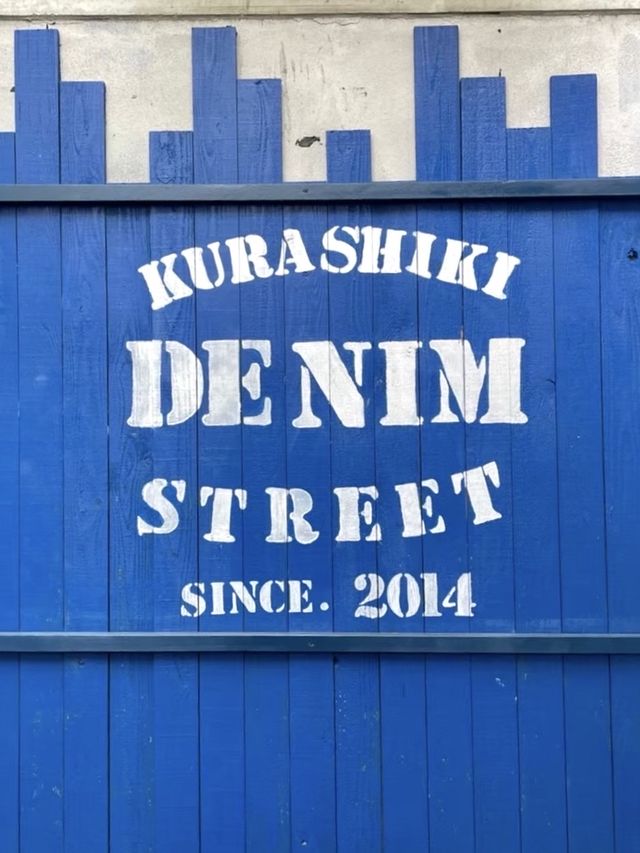 KURASHIKI
DENIM
STREET
SINCE. 2014